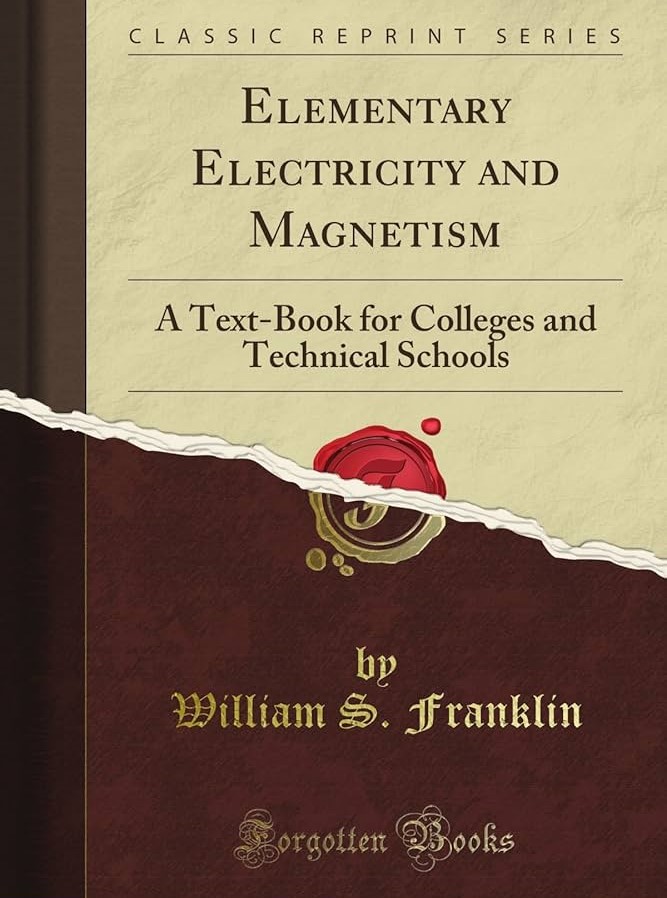 CLASSIC REPRINT SERIES
ELEMENTARY
ELECTRICITY AND
MAGNETISM
A Text-Book for Colleges and
Technical Schools
F
by
William S. Franklin
Forgotten Books